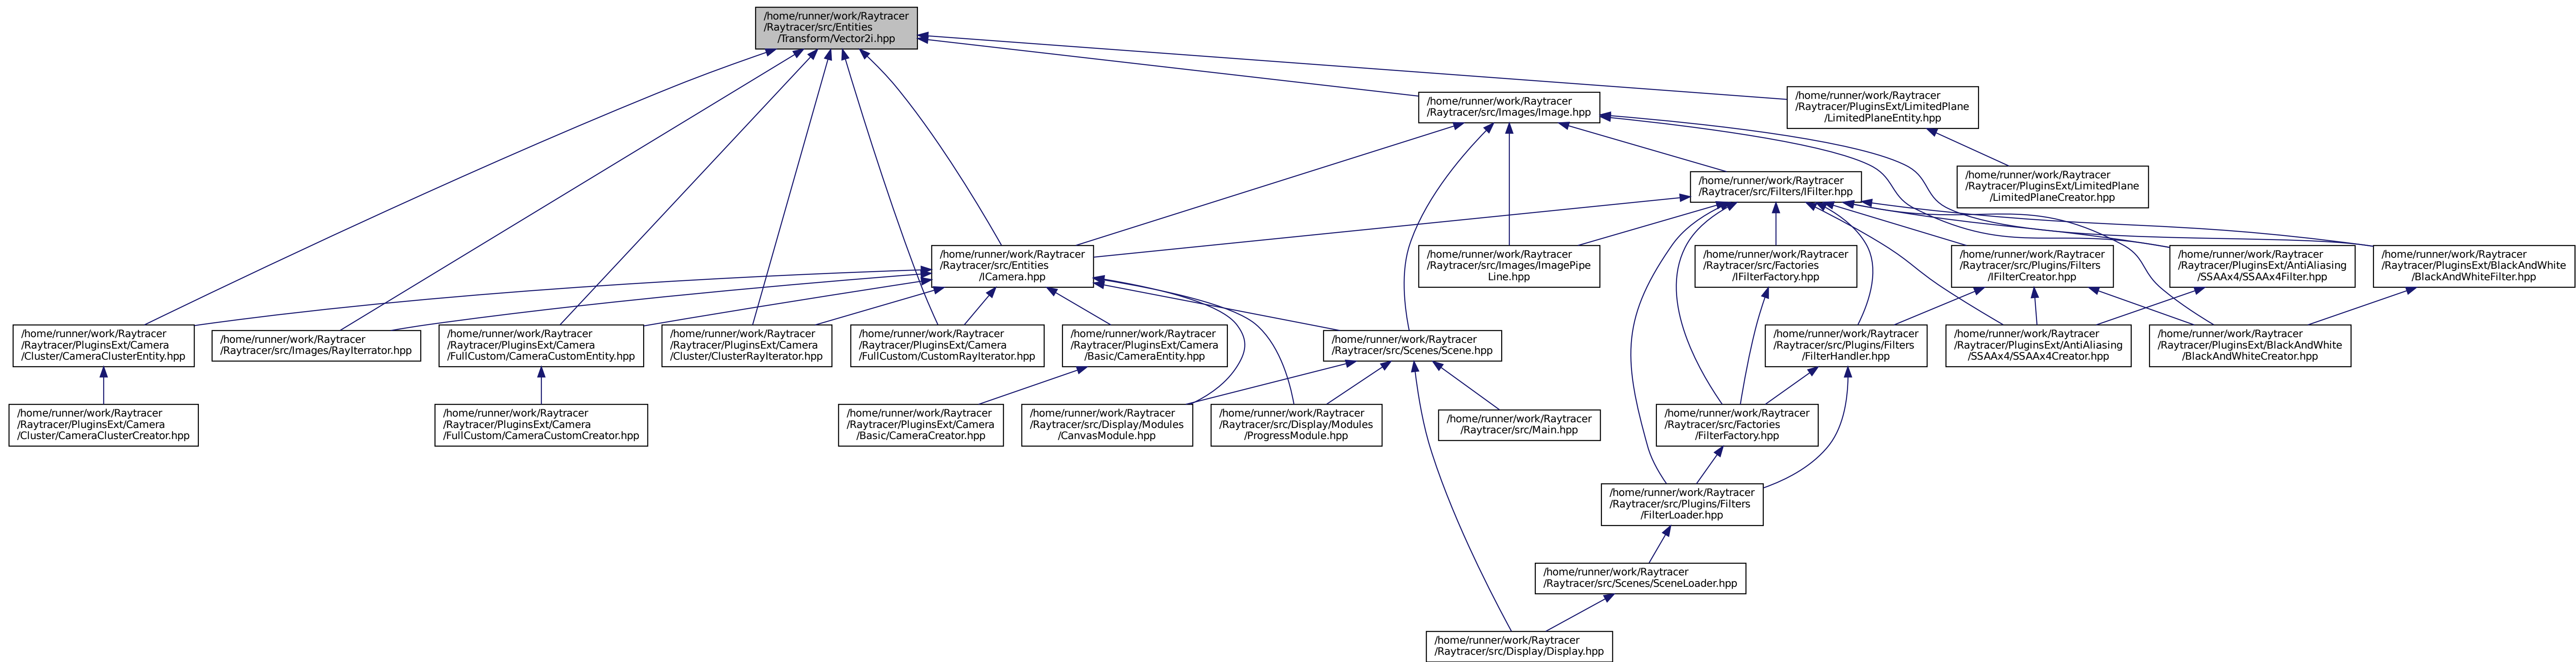 /home/runner/work/Raytracer
/Raytracer/src/Entities
/Transform/Vector2i.hpp
/home/runner/work/Raytracer
/Raytracer/src/Images/Image.hpp
/home/runner/work/Raytracer
/Raytracer/PluginsExt/LimitedPlane
/LimitedPlaneEntity.hpp
/home/runner/work/Raytracer
/Raytracer/PluginsExt/LimitedPlane
/LimitedPlaneCreator.hpp
/home/runner/work/Raytracer
/Raytracer/src/Filters/IFilter.hpp
/home/runner/work/Raytracer
/Raytracer/src/Entities
/ICamera.hpp
/home/runner/work/Raytracer
/Raytracer/src/Images/ImagePipe
Line.hpp
/home/runner/work/Raytracer
/Raytracer/src/Factories
/IFilterFactory.hpp
/home/runner/work/Raytracer
/Raytracer/src/Plugins/Filters
/IFilterCreator.hpp
/home/runner/work/Raytracer
/Raytracer/PluginsExt/AntiAliasing
/SSAAx4/SSAAx4Filter.hpp
/home/runner/work/Raytracer
/Raytracer/PluginsExt/BlackAndWhite
/BlackAndWhiteFilter.hpp
/home/runner/work/Raytracer
/Raytracer/PluginsExt/Camera
/Cluster/CameraClusterEntity.hpp
/home/runner/work/Raytracer
/Raytracer/src/Images/RayIterrator.hpp
/home/runner/work/Raytracer
/Raytracer/PluginsExt/Camera
/FullCustom/CameraCustomEntity.hpp
/home/runner/work/Raytracer
/Raytracer/PluginsExt/Camera
/Cluster/ClusterRayIterator.hpp
/home/runner/work/Raytracer
/Raytracer/PluginsExt/Camera
/FullCustom/CustomRayIterator.hpp
/home/runner/work/Raytracer
/Raytracer/PluginsExt/Camera
/Basic/CameraEntity.hpp
/home/runner/work/Raytracer
/Raytracer/src/Scenes/Scene.hpp
/home/runner/work/Raytracer
/Raytracer/src/Plugins/Filters
/FilterHandler.hpp
/home/runner/work/Raytracer
/Raytracer/PluginsExt/AntiAliasing
/SSAAx4/SSAAx4Creator.hpp
/home/runner/work/Raytracer
/Raytracer/PluginsExt/BlackAndWhite
/BlackAndWhiteCreator.hpp
/home/runner/work/Raytracer
/Raytracer/PluginsExt/Camera
/Cluster/CameraClusterCreator.hpp
/home/runner/work/Raytracer
/Raytracer/PluginsExt/Camera
/FullCustom/CameraCustomCreator.hpp
/home/runner/work/Raytracer
/Raytracer/PluginsExt/Camera
/Basic/CameraCreator.hpp
/home/runner/work/Raytracer
/Raytracer/src/Display/Modules
/CanvasModule.hpp
/home/runner/work/Raytracer
/Raytracer/src/Display/Modules
/ProgressModule.hpp
/home/runner/work/Raytracer
/Raytracer/src/Main.hpp
/home/runner/work/Raytracer
/Raytracer/src/Factories
/FilterFactory.hpp
/home/runner/work/Raytracer
/Raytracer/src/Plugins/Filters
/FilterLoader.hpp
/home/runner/work/Raytracer
/Raytracer/src/Scenes/SceneLoader.hpp
/home/runner/work/Raytracer
/Raytracer/src/Display/Display.hpp